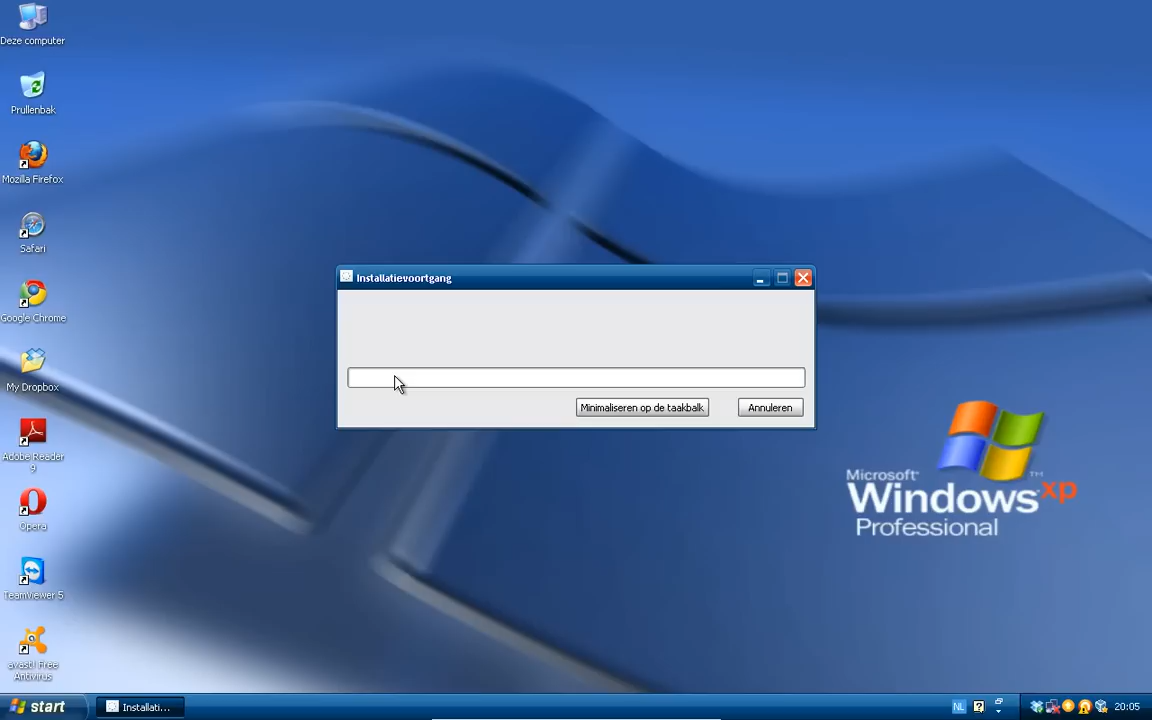 Deze computer
Prullenbak
Mozilla Firefox
Safari
Google Chrome
My Dropbox
Adobe Reader
9
Opera
TeamViewer 5
avast! Free
Antivirus
Installatievoortgang
Minimaliseren op de taakbalk
Annuleren
Microsoft®
Windows xp
Professional
start
Installati...
NL
20:05